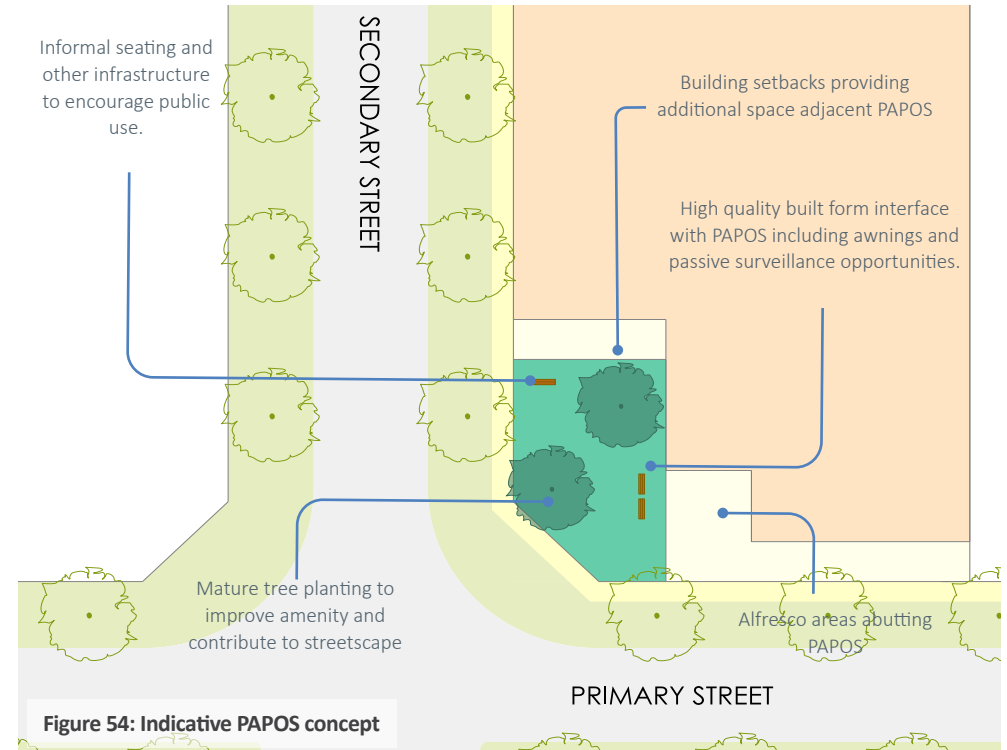 Informal seating and
other infrastructure
to encourage public
use.
SECONDARY STREET
Building setbacks providing
additional space adjacent PAPOS
High quality built form interface
with PAPOS including awnings and
passive surveillance opportunities.
Mature tree planting to
improve amenity and
contribute to streetscape
Alfresco areas abutting
PAPOS
PRIMARY STREET
Figure 54: Indicative PAPOS concept